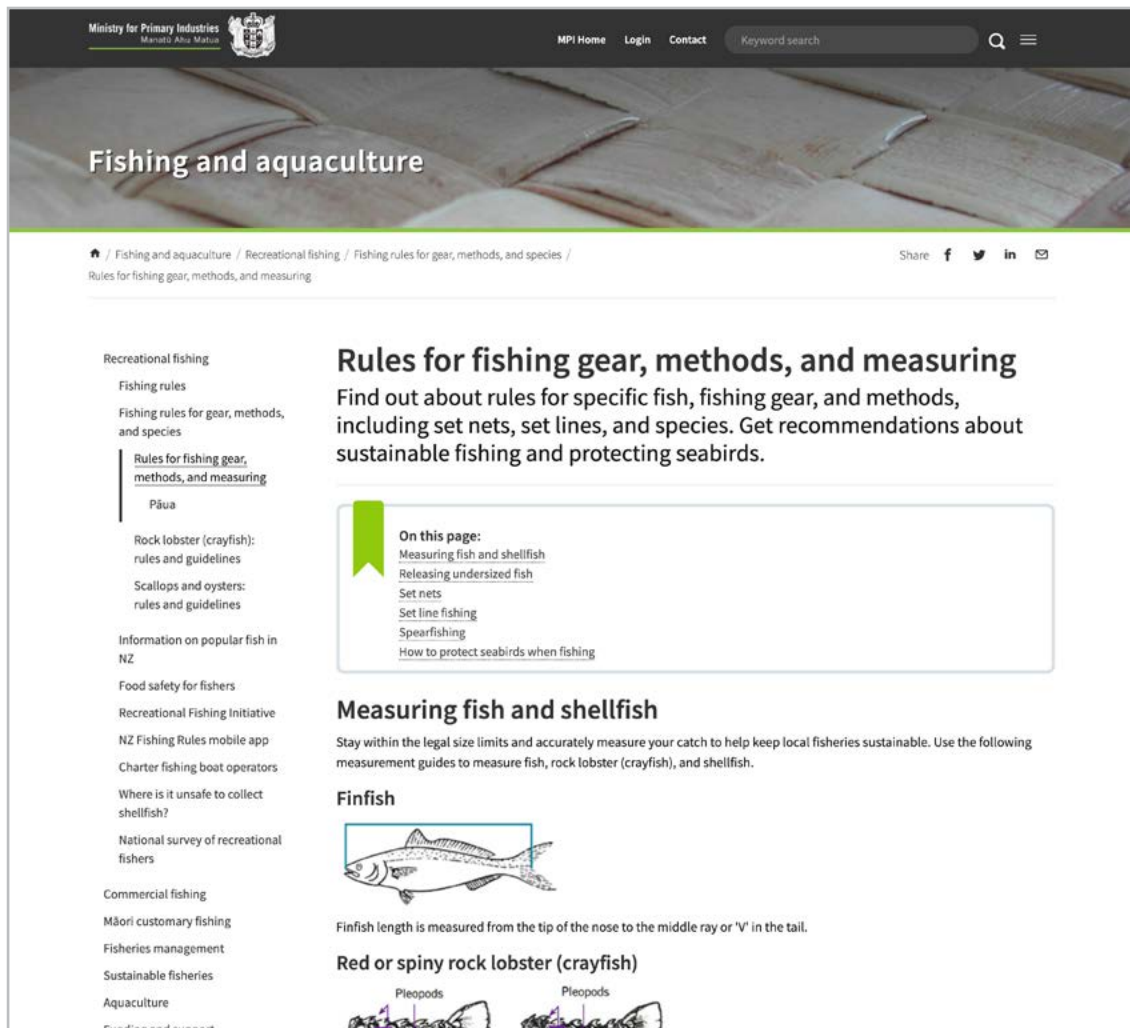 Ministry for Primary Industries
Manatū Ahu Matua
MPI Home Login Contact Keyword search
Fishing and aquaculture
/ Fishing and aquaculture / Recreational fishing / Fishing rules for gear, methods, and species /
Rules for fishing gear, methods, and measuring
Share
Recreational fishing
Fishing rules
Fishing rules for gear, methods,
and species
Rules for fishing gear,
methods, and measuring
Pāua
Rock lobster (crayfish):
rules and guidelines
Scallops and oysters:
rules and guidelines
Information on popular fish in
NZ
Food safety for fishers
Recreational Fishing Initiative
NZ Fishing Rules mobile app
Charter fishing boat operators
Where is it unsafe to collect
shellfish?
National survey of recreational
fishers
Commercial fishing
Māori customary fishing
Fisheries management
Sustainable fisheries
Aquaculture
Funding and support
Rules for fishing gear, methods, and measuring
Find out about rules for specific fish, fishing gear, and methods,
including set nets, set lines, and species. Get recommendations about
sustainable fishing and protecting seabirds.
On this page:
Measuring fish and shellfish
Releasing undersized fish
Set nets
Set line fishing
Spearfishing
How to protect seabirds when fishing
Measuring fish and shellfish
Stay within the legal size limits and accurately measure your catch to help keep local fisheries sustainable. Use the following
measurement guides to measure fish, rock lobster (crayfish), and shellfish.
Finfish
Finfish length is measured from the tip of the nose to the middle ray or 'V' in the tail.
Red or spiny rock lobster (crayfish)
Pleopods Pleopods